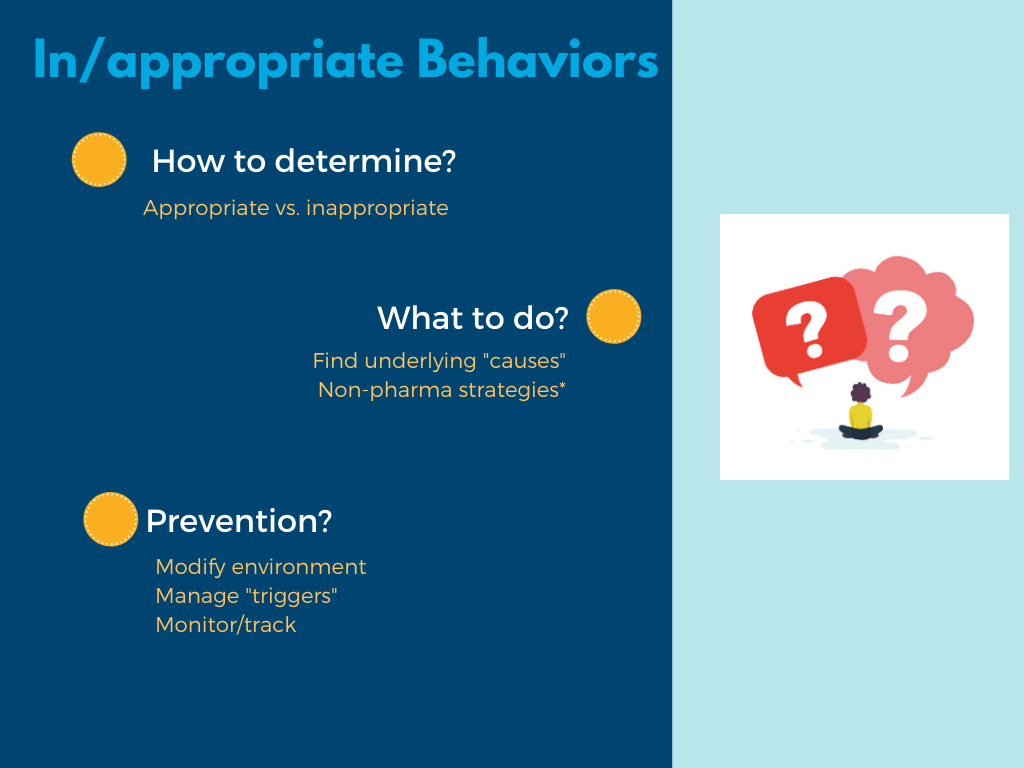 In/appropriate Behaviors
How to determine?
Appropriate vs. inappropriate
What to do?
Find underlying "causes"
Non-pharma strategies*
Prevention?
Modify environment
Manage "triggers"
Monitor/track
? ?